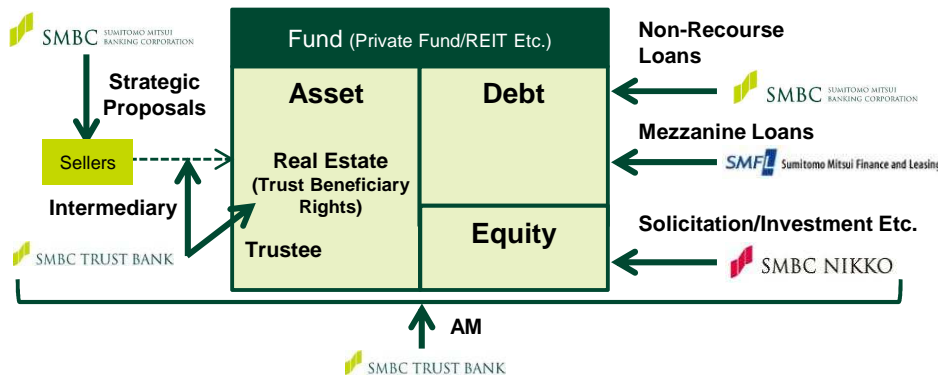 SMBC SUMITOMO MITSUI
BANKING CORPORATION
Strategic
Proposals
Sellers
Intermediary
SMBC TRUST BANK
Fund (Private Fund/REIT Etc.)
Asset
Real Estate
(Trust Beneficiary
Rights)
Trustee
Debt
Equity
Non-Recourse
Loans
SMBC SUMITOMO MITSUI
BANKING CORPORATION
Mezzanine Loans
SMFL Sumitomo Mitsui Finance and Leasing
Solicitation/Investment Etc.
SMBC NIKKO
AM
SMBC TRUST BANK